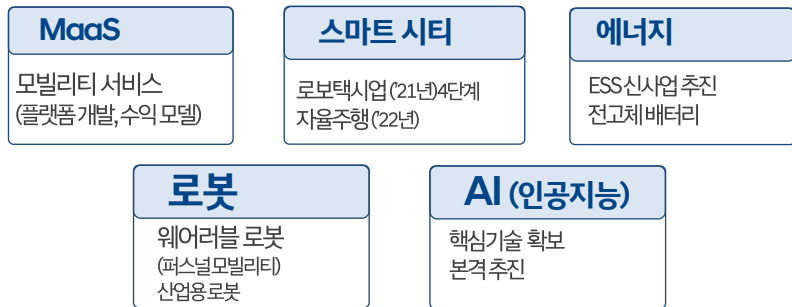 MaaS
모빌리티 서비스
(플랫폼 개발, 수익 모델)
스마트 시티
로보택시업 ('21년)4단계
자율주행('22년)
에너지
ESS신사업 추진
전고체 배터리
로봇
웨어러블 로봇
(퍼스널모빌리티)
산업용로봇
AI (인공지능)
핵심기술 확보
본격 추진